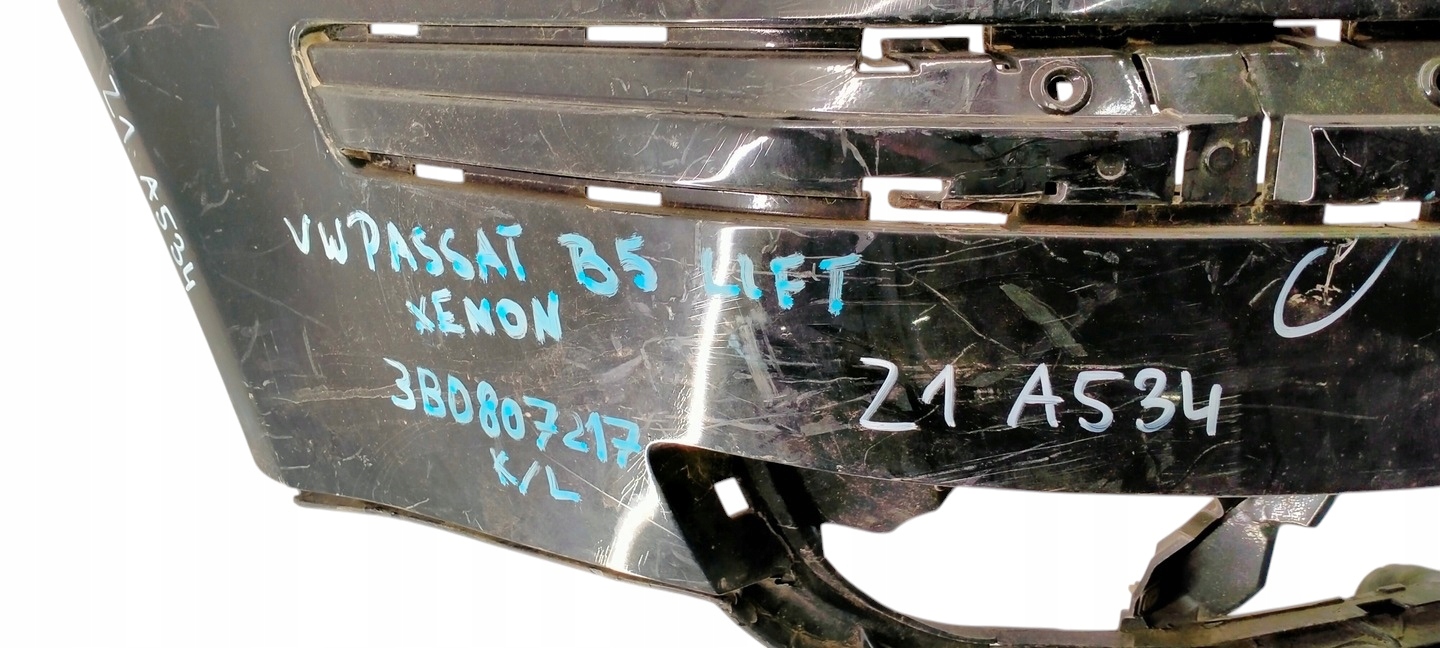 Z1 A534
VW PASSAT B5 LIFT
XENON
3B0807217
K/L
Z1 A534